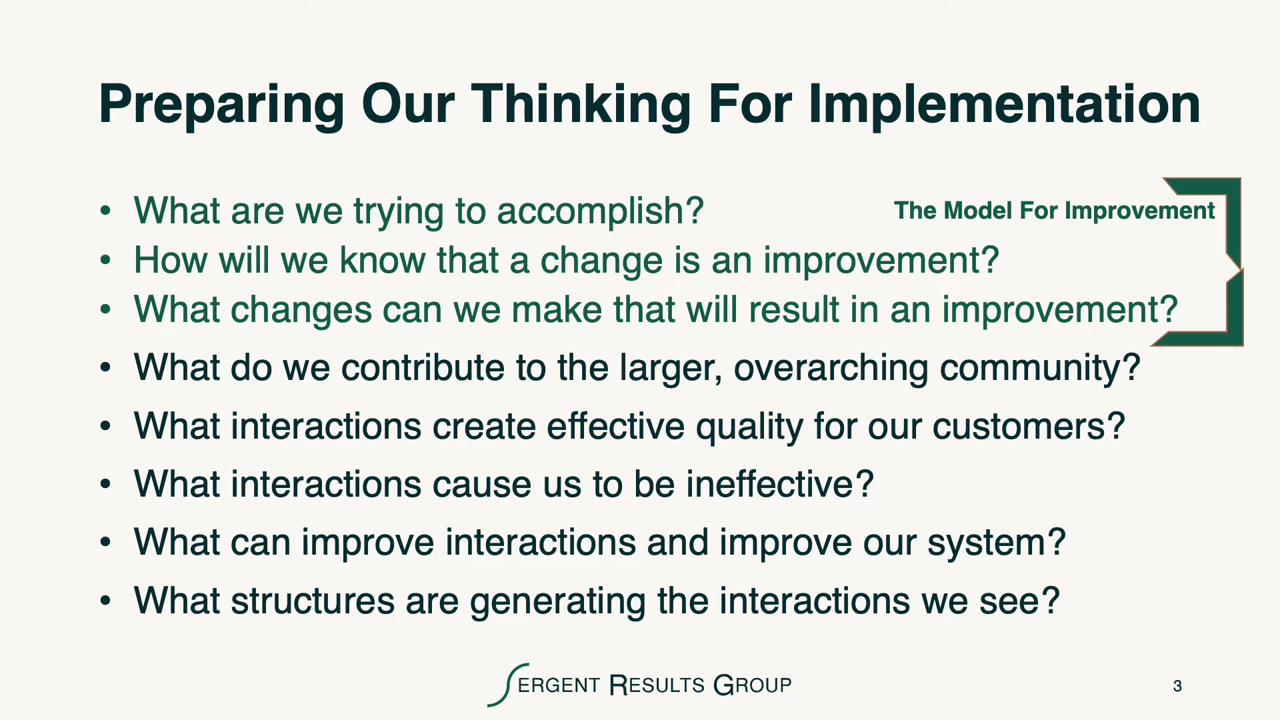 Preparing Our Thinking For Implementation
• What are we trying to accomplish?
The Model For Improvement
• How will we know that a change is an improvement?
• What changes can we make that will result in an improvement?
• What do we contribute to the larger, overarching community?
• What interactions create effective quality for our customers?
• What interactions cause us to be ineffective?
• What can improve interactions and improve our system?
• What structures are generating the interactions we see?
SERGENT RESULTS GROUP
3